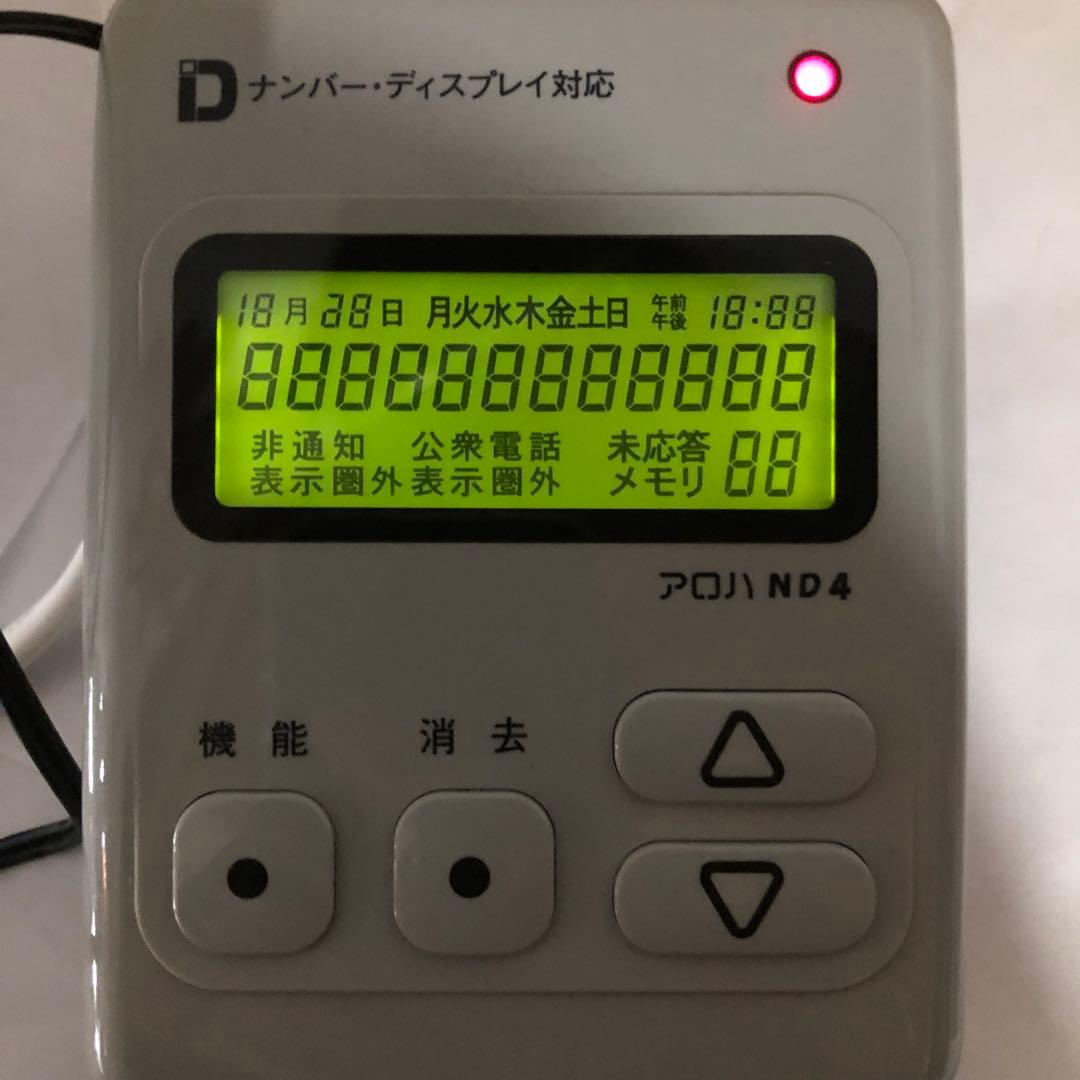 D ナンバー・ディスプレイ対応
18月28日 月火水木金土日 午前 午後 18:88
888888888888
非通知 公衆電話 未応答
表示圏外 表示圏外 メモリ 88
アロハ ND4
機能 消去